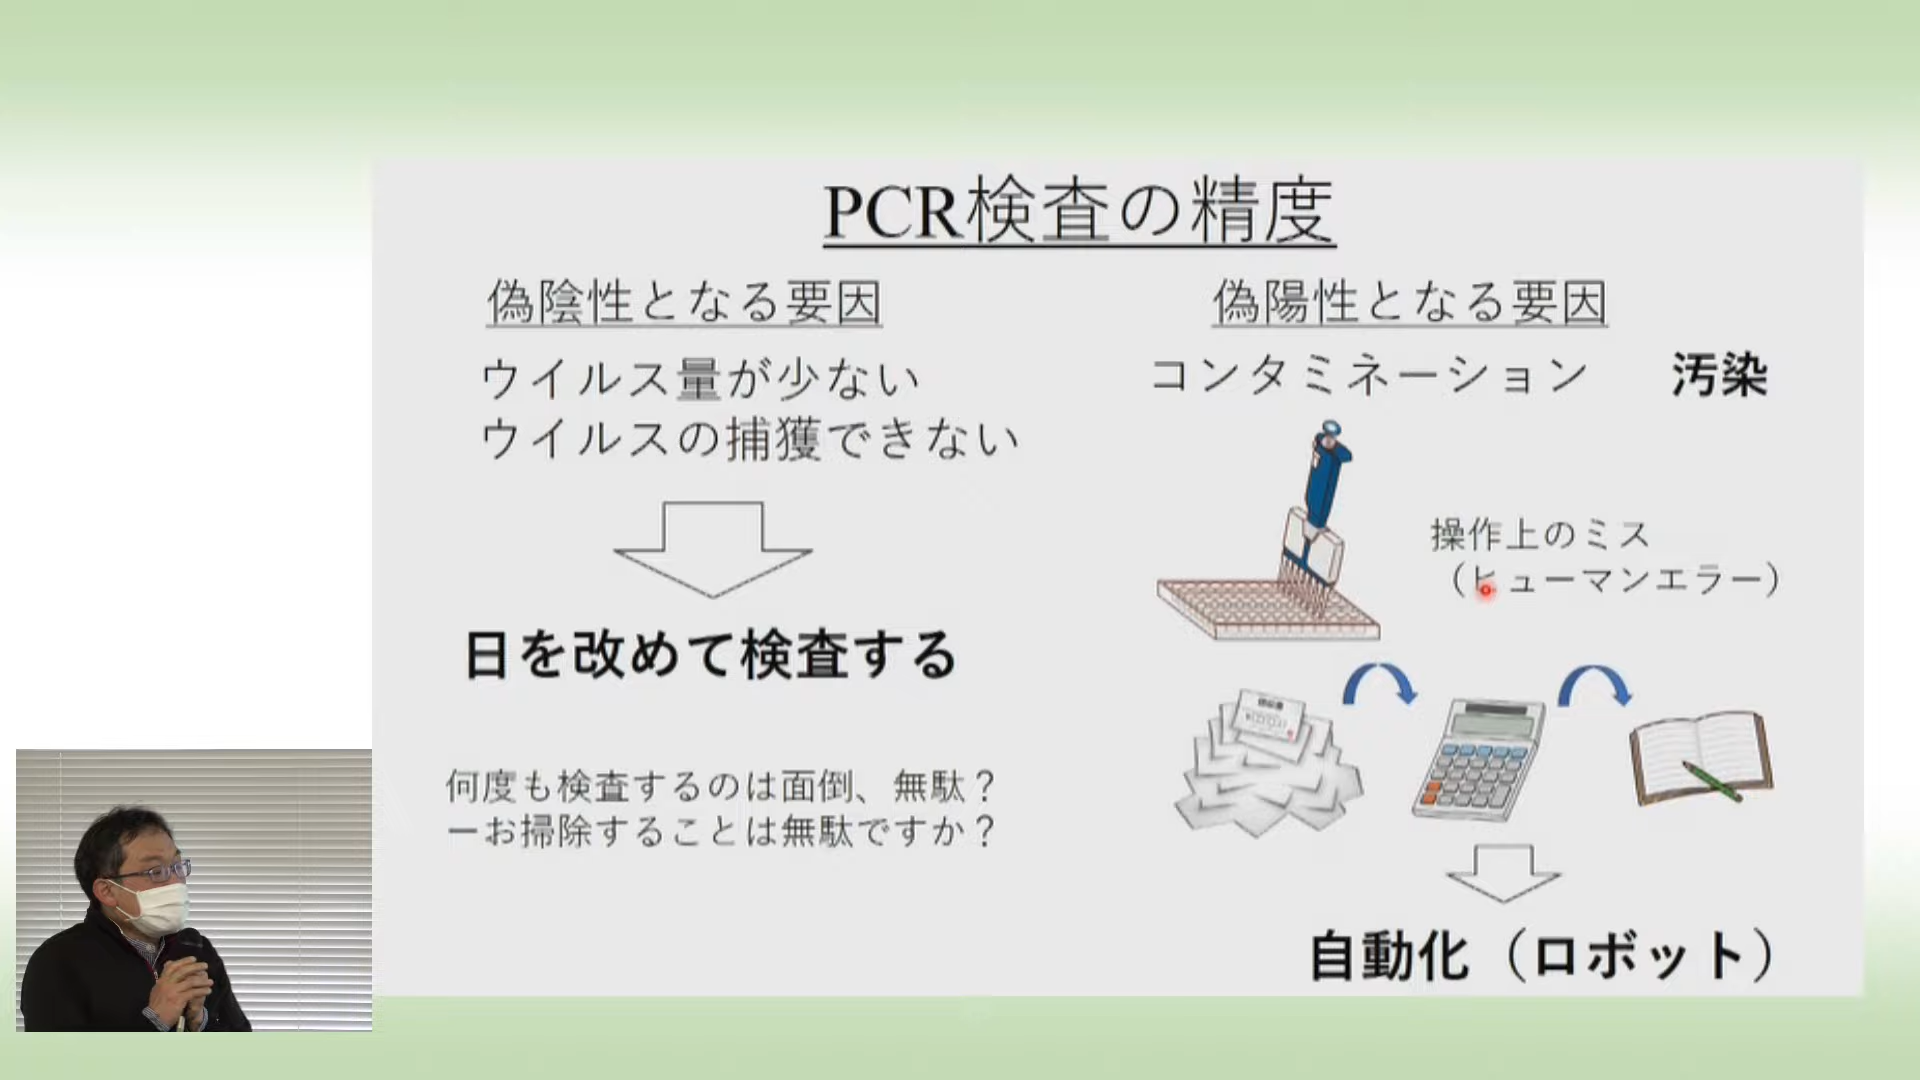 PCR検査の精度
偽陰性となる要因
ウイルス量が少ない
ウイルスの捕獲できない
日を改めて検査する
何度も検査するのは面倒、無駄？
ーお掃除することは無駄ですか？
偽陽性となる要因
コンタミネーション 汚染
操作上のミス
（ヒューマンエラー）
自動化（ロボット）